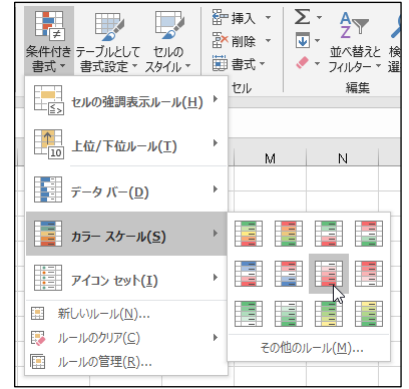 挿入
条件付き
書式
テーブルとして
書式設定
セルの
スタイル
削除
書式
セル
Σ
並べ替えと
フィルター
検
選
編集
セルの強調表示ルール(H)
上位/下位ルール(T)
10
データ バー(D)
カラー スケール(S)
アイコン セット(I)
新しいルール(N)...
ルールのクリア(C)
ルールの管理(R)...
M N
その他のルール(M)...